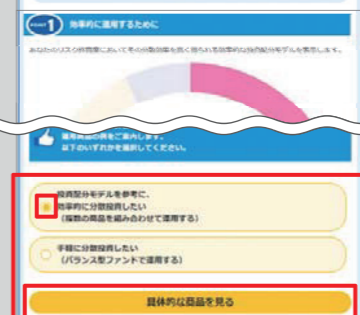 POINT 1 効率的に運用するために
あなたのリスク許容度においてその分散効率を良く得られる効率的な投資配分モデルを表示します。
運用商品の例をご案内します。
以下のいずれかを選択してください。
投資配分モデルを参考に、
効率的に分散投資したい
(複数の商品を組み合わせて運用する)
手軽に分散投資したい
(バランス型ファンドで運用する)
具体的な商品を見る